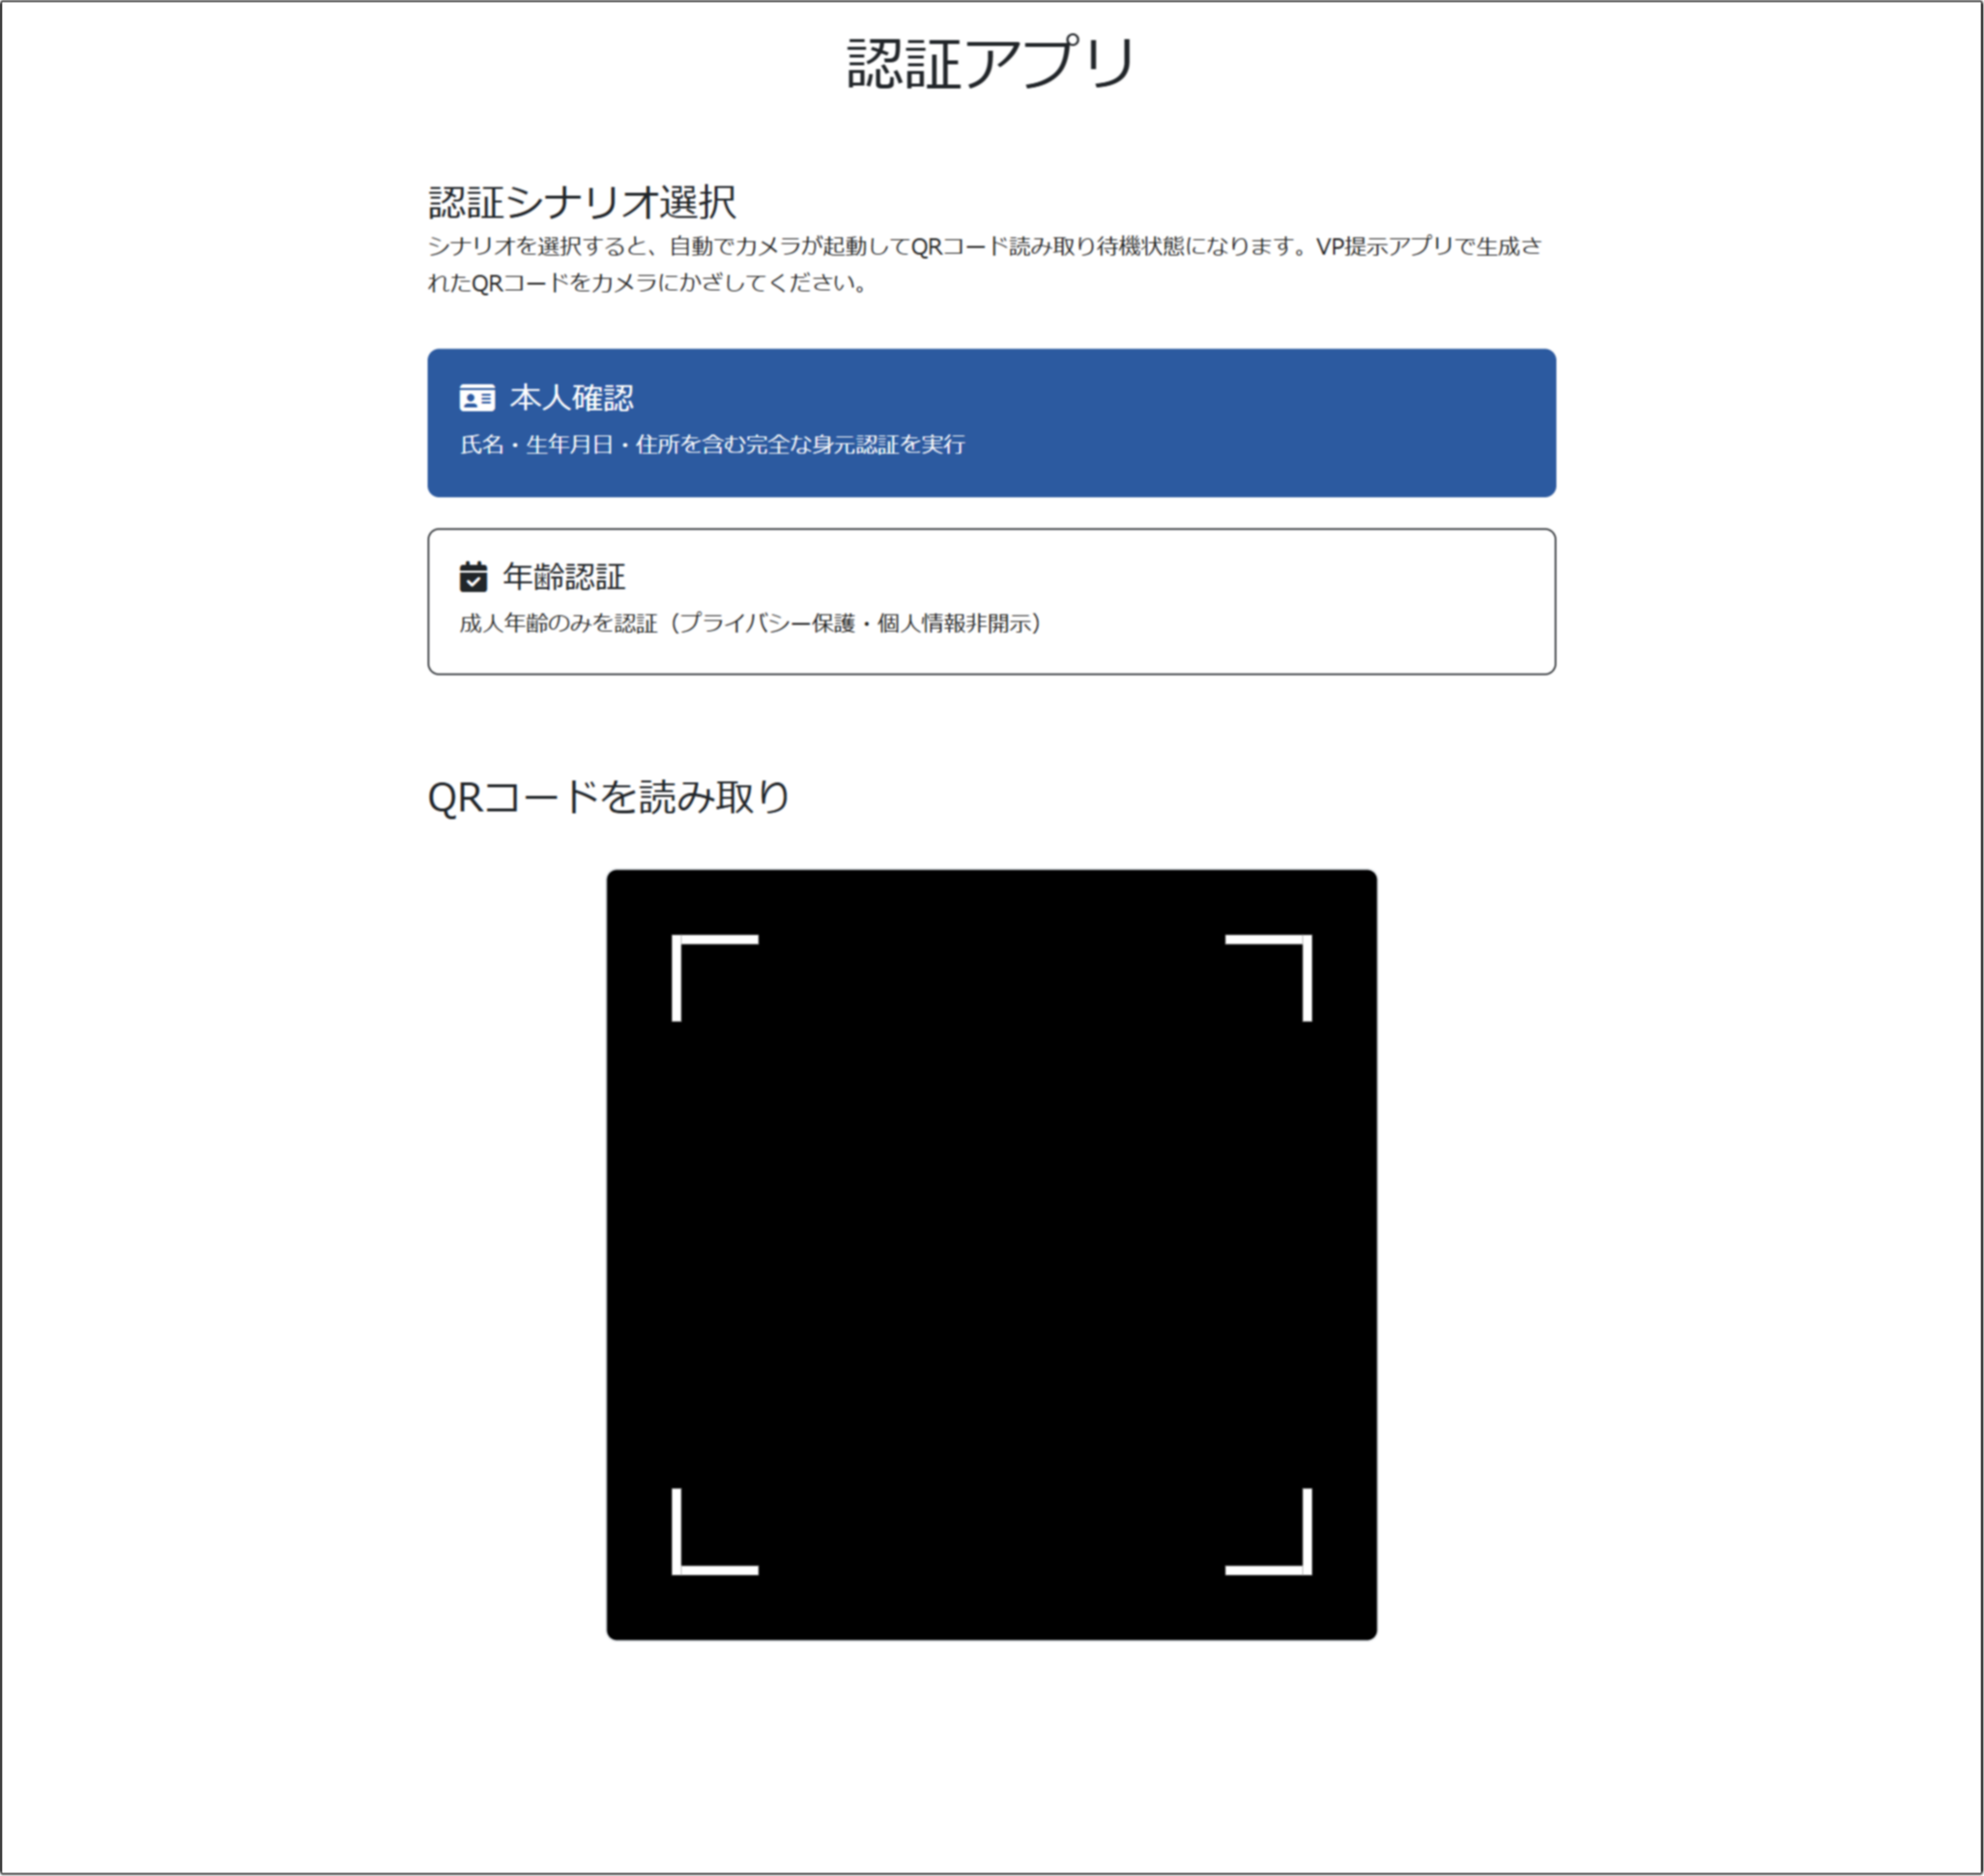 認証アプリ
認証シナリオ選択
シナリオを選択すると、自動でカメラが起動してQRコード読み取り待機状態になります。VP提示アプリで生成さ
れたQRコードをカメラにかざしてください。
本人確認
氏名・生年月日・住所を含む完全な身元認証を実行
年齢認証
成人年齢のみを認証（プライバシー保護・個人情報非開示）
QRコードを読み取り